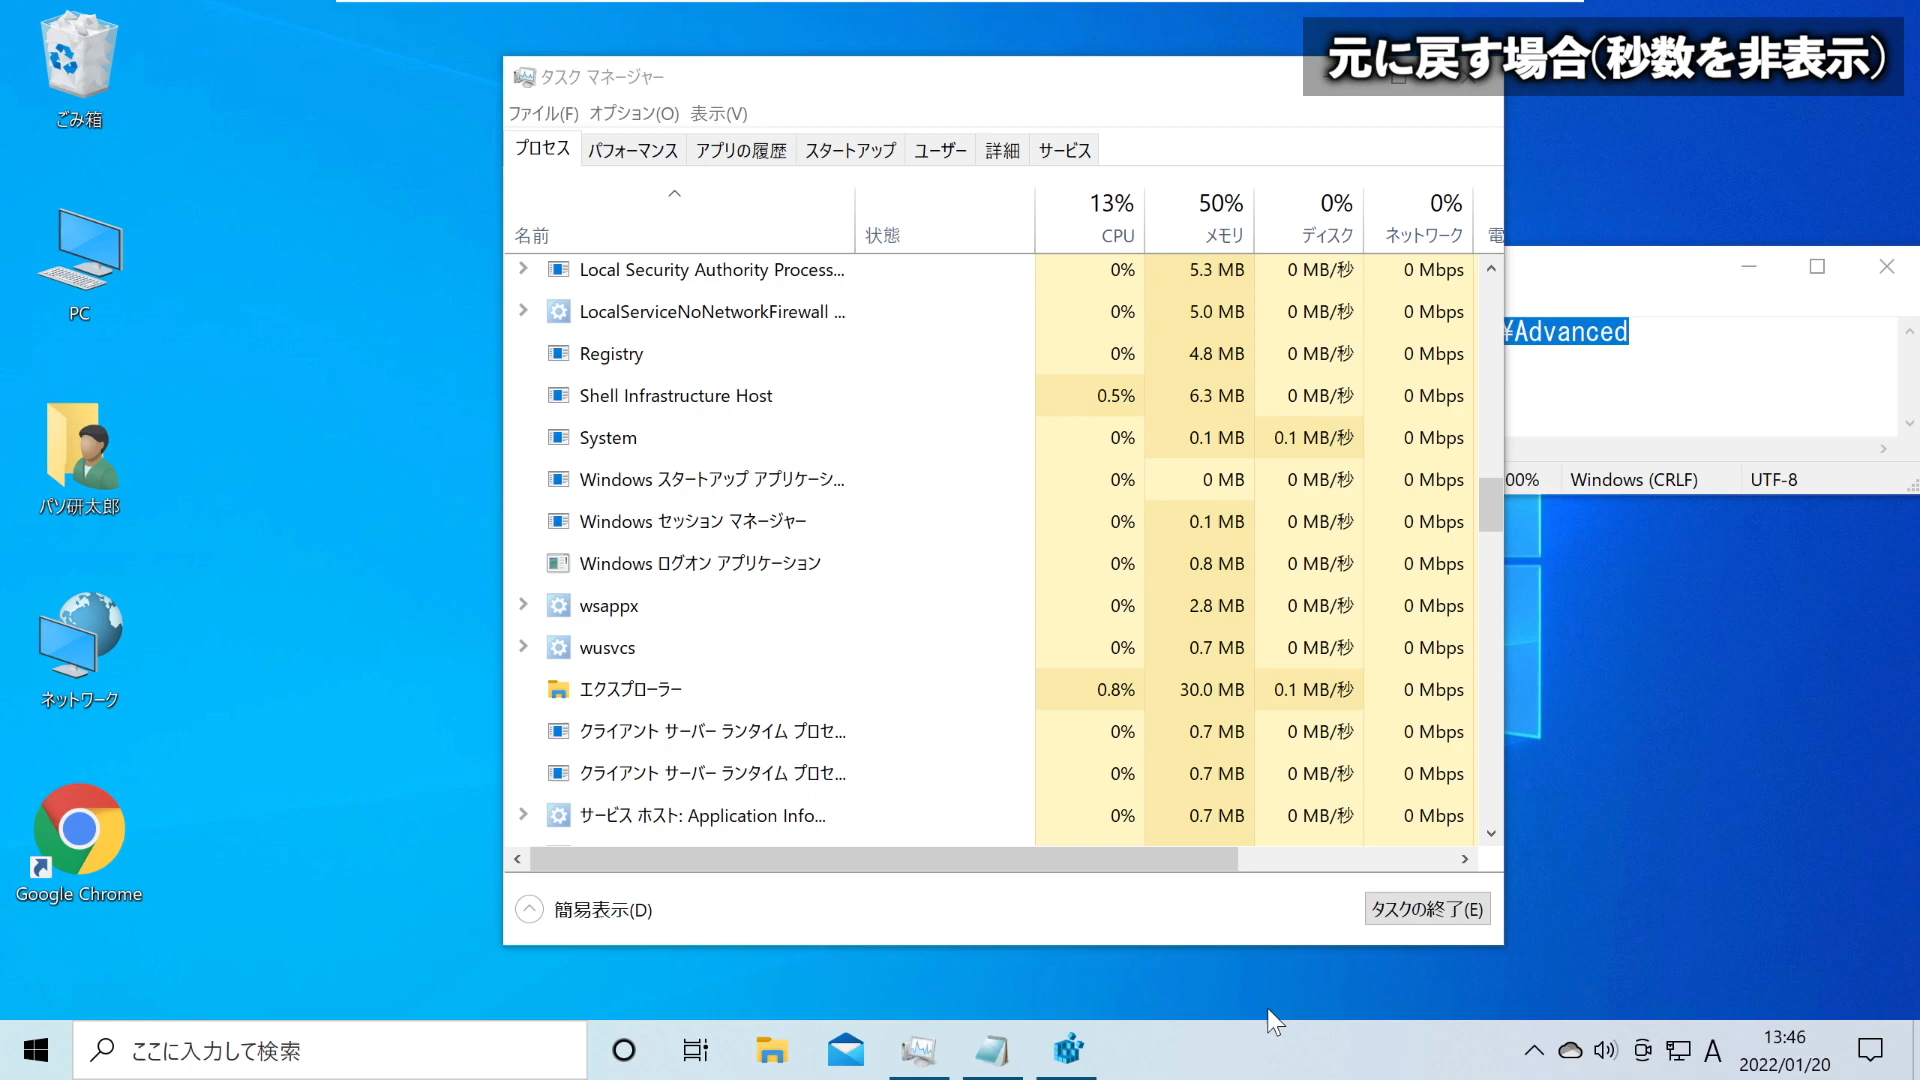 元に戻す場合(秒数を非表示)
ごみ箱
PC
パソ研太郎
ネットワーク
Google Chrome
タスク マネージャー
ファイル(F) オプション(O) 表示(V)
プロセス パフォーマンス アプリの履歴 スタートアップ ユーザー 詳細 サービス
13% 50% 0% 0%
名前 状態 CPU メモリ ディスク ネットワーク 電
Local Security Authority Process... 0% 5.3 MB 0 MB/秒 0 Mbps
LocalServiceNoNetworkFirewall ... 0% 5.0 MB 0 MB/秒 0 Mbps
Registry 0% 4.8 MB 0 MB/秒 0 Mbps
Shell Infrastructure Host 0.5% 6.3 MB 0 MB/秒 0 Mbps
System 0% 0.1 MB 0.1 MB/秒 0 Mbps
Windows スタートアップ アプリケーシ... 0% 0 MB 0 MB/秒 0 Mbps
Windows セッション マネージャー 0% 0.1 MB 0 MB/秒 0 Mbps
Windows ログオン アプリケーション 0% 0.8 MB 0 MB/秒 0 Mbps
wsappx 0% 2.8 MB 0 MB/秒 0 Mbps
wusvcs 0% 0.7 MB 0 MB/秒 0 Mbps
エクスプローラー 0.8% 30.0 MB 0.1 MB/秒 0 Mbps
クライアント サーバー ランタイム プロセ... 0% 0.7 MB 0 MB/秒 0 Mbps
クライアント サーバー ランタイム プロセ... 0% 0.7 MB 0 MB/秒 0 Mbps
サービス ホスト: Application Info... 0% 0.7 MB 0 MB/秒 0 Mbps
簡易表示(D) タスクの終了(E)
¥Advanced
00% Windows (CRLF) UTF-8
ここに入力して検索
A
13:46
2022/01/20